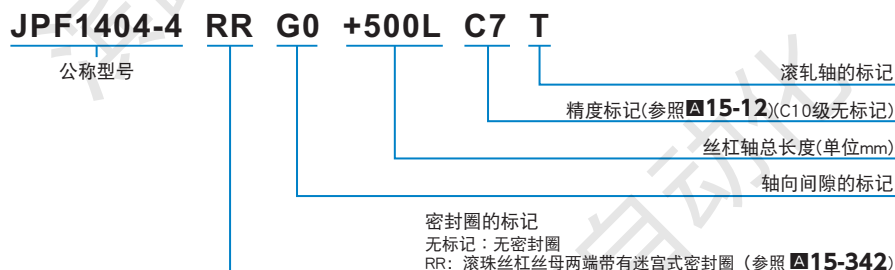 JPF1404-4 RR G0 +500L C7 T
公称型号
滚轧轴的标记
精度标记(参照A15-12)(C10级无标记)
丝杠轴总长度(单位mm)
轴向间隙的标记
密封圈的标记
无标记：无密封圈
RR：滚珠丝杠丝母两端带有迷宫式密封圈（参照 A15-342）
自动化